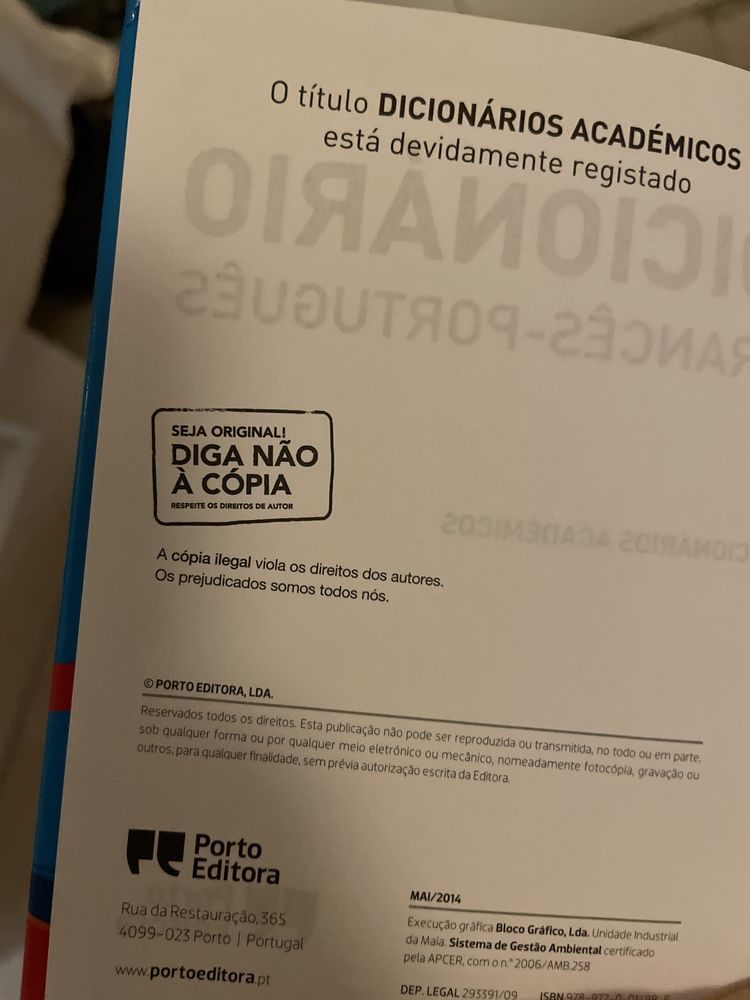 O título DICIONÁRIOS ACADÉMICOS
está devidamente registado
SEJA ORIGINAL!
DIGA NÃO
À CÓPIA
RESPEITE OS DIREITOS DE AUTOR
A cópia ilegal viola os direitos dos autores.
Os prejudicados somos todos nós.
© PORTO EDITORA, LDA.
Reservados todos os direitos. Esta publicação não pode ser reproduzida ou transmitida, no todo ou em parte,
sob qualquer forma ou por qualquer meio eletrónico ou mecânico, nomeadamente fotocópia, gravação ou
outros, para qualquer finalidade, sem prévia autorização escrita da Editora.
Porto
Editora
Rua da Restauração, 365
4099-023 Porto | Portugal
www.portoeditora.pt
MAI/2014
Execução gráfica Bloco Gráfico, Lda. Unidade Industrial
da Maia. Sistema de Gestão Ambiental certificado
pela APCER, com o n.º 2006/AMB.258
DEP. LEGAL 293391/09 ISBN